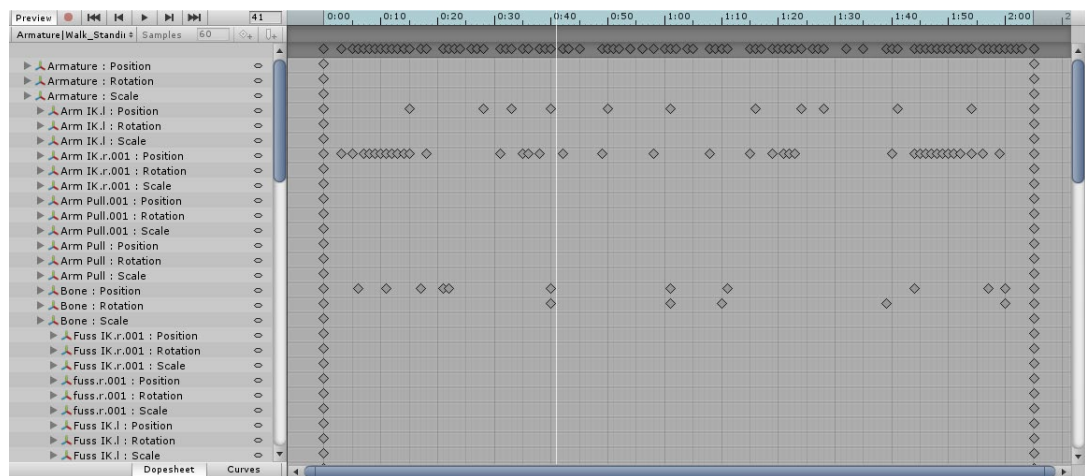 Preview 41 0:00 0:10 0:20 0:30 0:40 0:50 1:00 1:10 1:20 1:30 1:40 1:50 2:00 2
Armature|Walk_Standi Samples 60
Armature : Position
Armature : Rotation
Armature : Scale
Arm IK.l : Position
Arm IK.l : Rotation
Arm IK.l : Scale
Arm IK.r.001 : Position
Arm IK.r.001 : Rotation
Arm IK.r.001 : Scale
Arm Pull.001 : Position
Arm Pull.001 : Rotation
Arm Pull.001 : Scale
Arm Pull : Position
Arm Pull : Rotation
Arm Pull : Scale
Bone : Position
Bone : Rotation
Bone : Scale
Fuss IK.r.001 : Position
Fuss IK.r.001 : Rotation
Fuss IK.r.001 : Scale
fuss.r.001 : Position
fuss.r.001 : Rotation
fuss.r.001 : Scale
Fuss IK.l : Position
Fuss IK.l : Rotation
Fuss IK.l : Scale
Dopesheet Curves